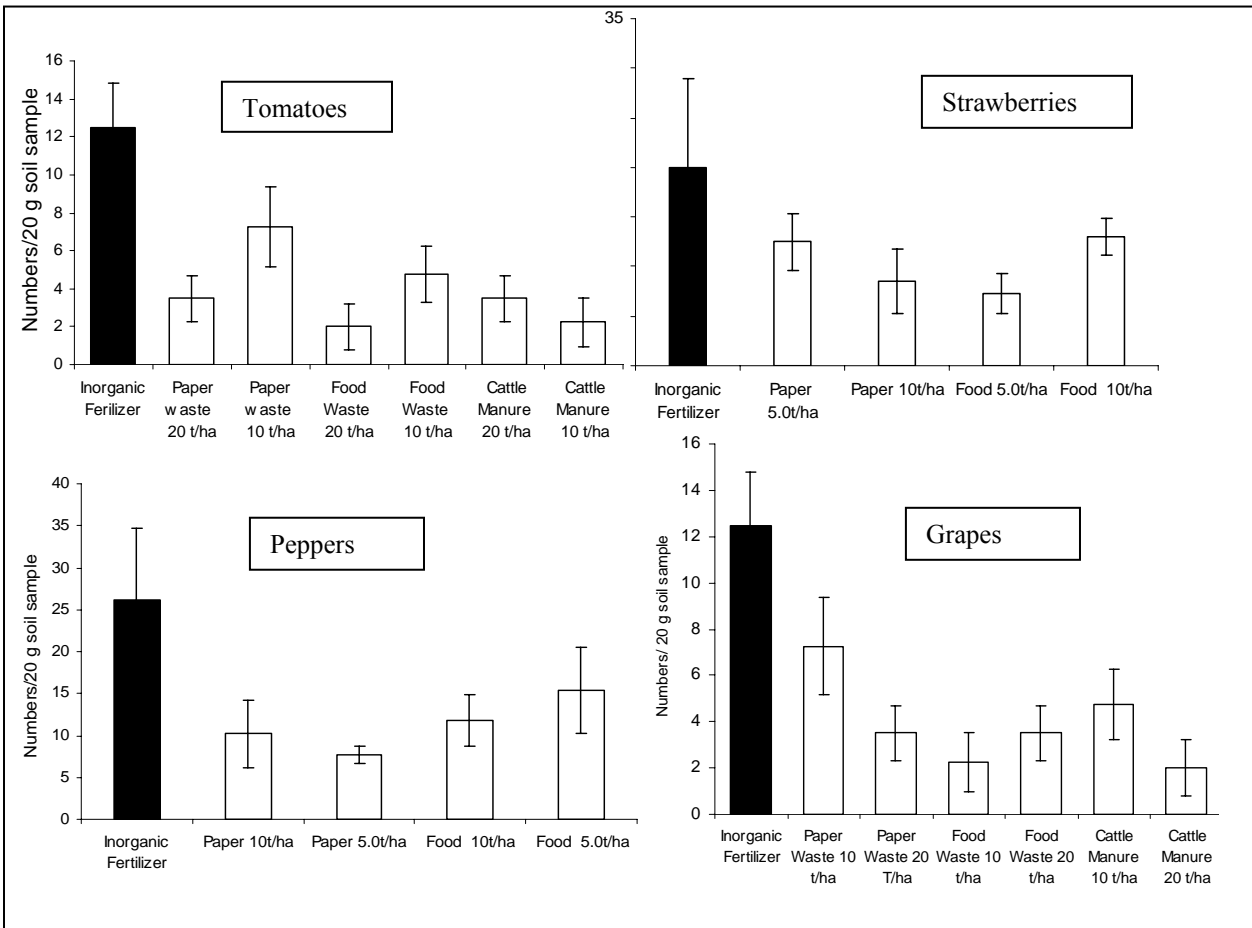 Tomatoes
Numbers/20 g soil sample
16
14
12
10
8
6
4
2
0
Inorganic
Ferilizer
Paper
waste
20 t/ha
Paper
waste
10 t/ha
Food
Waste
20 t/ha
Food
Waste
10 t/ha
Cattle
Manure
20 t/ha
Cattle
Manure
10 t/ha
Strawberries
35
Inorganic
Fertilizer
Paper
5.0t/ha
Paper 10t/ha
Food 5.0t/ha
Food 10t/ha
Peppers
Numbers/20 g soil sample
40
35
30
25
20
15
10
5
0
Inorganic
Fertilizer
Paper 10t/ha
Paper 5.0t/ha
Food 10t/ha
Food 5.0t/ha
Grapes
Numbers/ 20 g soil sample
16
14
12
10
8
6
4
2
0
Inorganic
Fertilizer
Paper
Waste 10
t/ha
Paper
Waste 20
T/ha
Food
Waste 10
t/ha
Food
Waste 20
t/ha
Cattle
Manure
10 t/ha
Cattle
Manure
20 t/ha